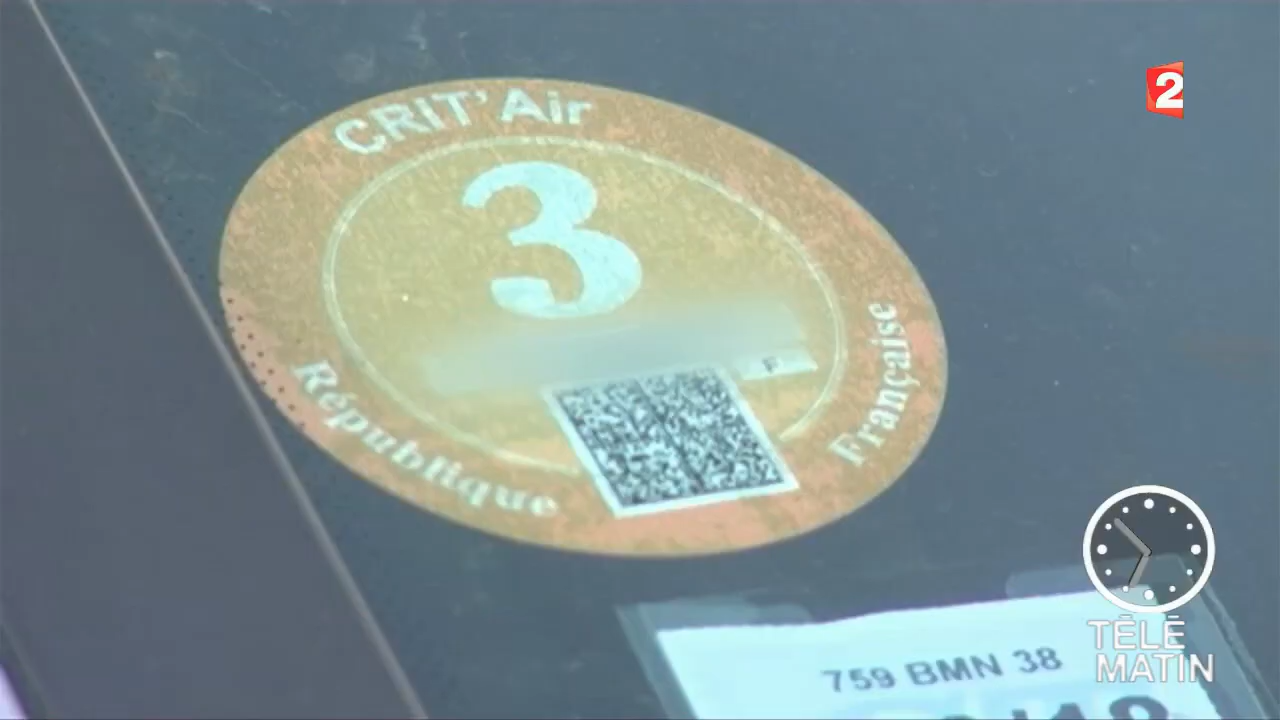 2
CRIT'Air
3
F
République
Française
759 BMN 38
TÉLÉ
MATIN